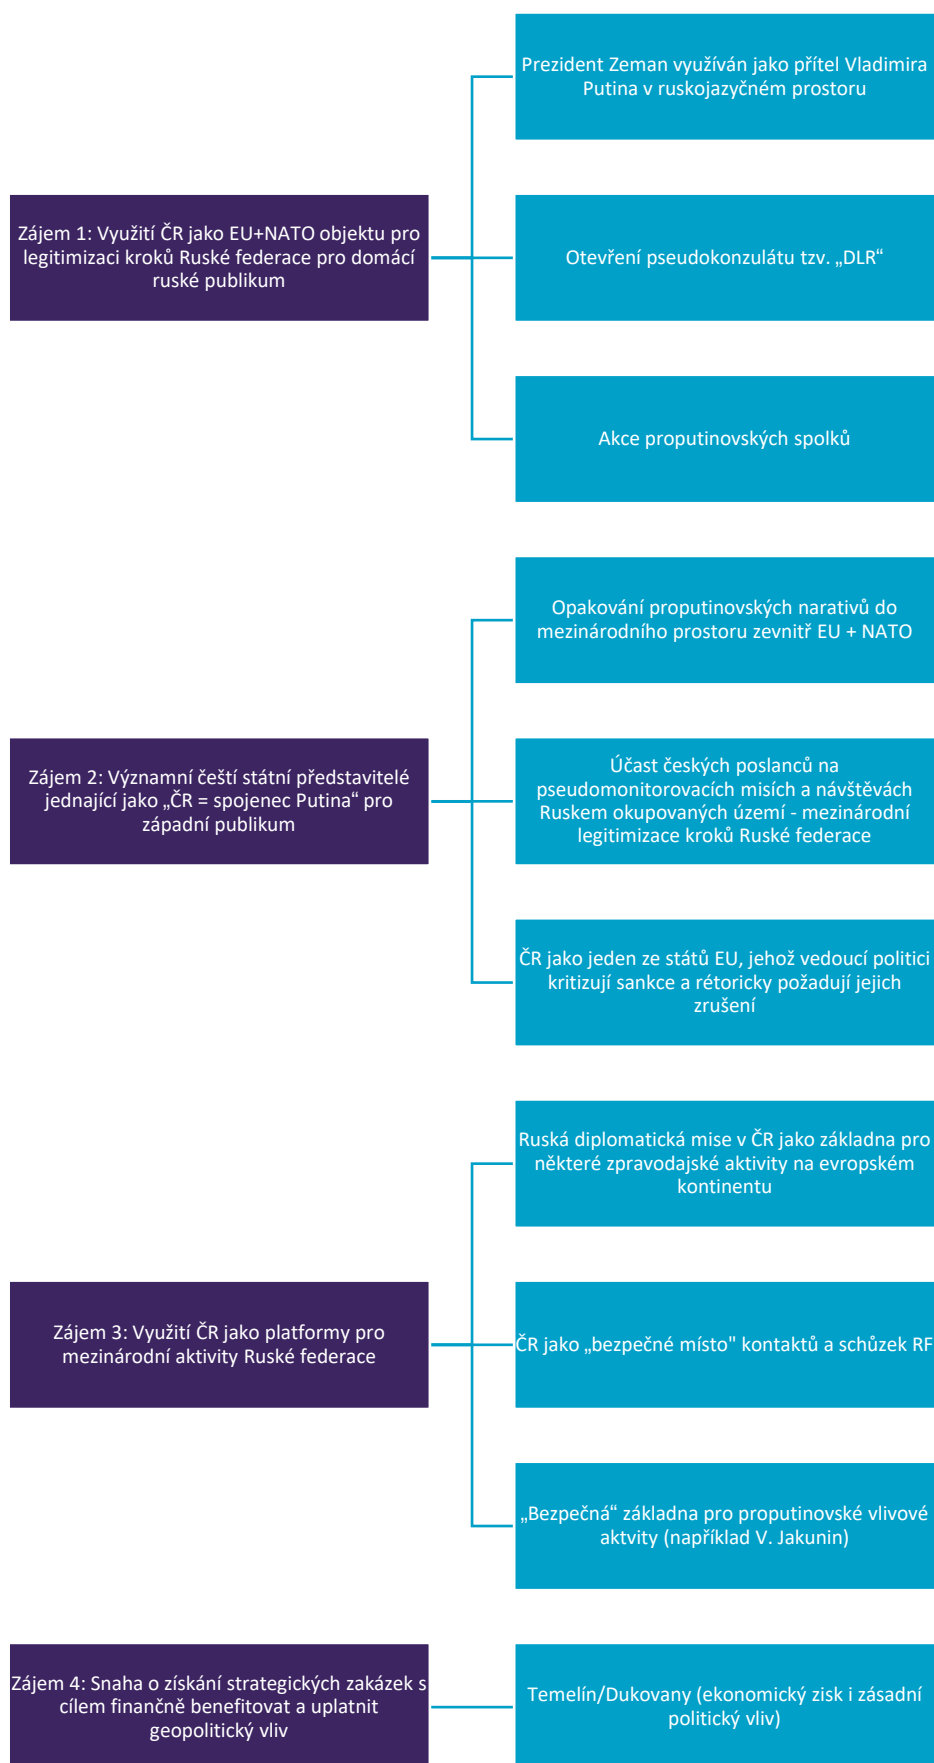 Prezident Zeman využíván jako přítel Vladimira
Putina v ruskojazyčném prostoru
Zájem 1: Využití ČR jako EU+NATO objektu pro
legitimizaci kroků Ruské federace pro domácí
ruské publikum
Otevření pseudokonzulátu tzv. „DLR“
Akce proputinovských spolků
Opakování proputinovských narativů do
mezinárodního prostoru zevnitř EU + NATO
Zájem 2: Významní čeští státní představitelé
jednající jako „ČR = spojenec Putina“ pro
západní publikum
Účast českých poslanců na
pseudomonitorovacích misích a návštěvách
Ruskem okupovaných území - mezinárodní
legitimizace kroků Ruské federace
ČR jako jeden ze států EU, jehož vedoucí politici
kritizují sankce a rétoricky požadují jejich
zrušení
Ruská diplomatická mise v ČR jako základna pro
některé zpravodajské aktivity na evropském
kontinentu
Zájem 3: Využití ČR jako platformy pro
mezinárodní aktivity Ruské federace
ČR jako „bezpečné místo" kontaktů a schůzek RF
„Bezpečná“ základna pro proputinovské vlivové
aktvity (například V. Jakunin)
Zájem 4: Snaha o získání strategických zakázek s
cílem finančně benefitovat a uplatnit
geopolitický vliv
Temelín/Dukovany (ekonomický zisk i zásadní
politický vliv)